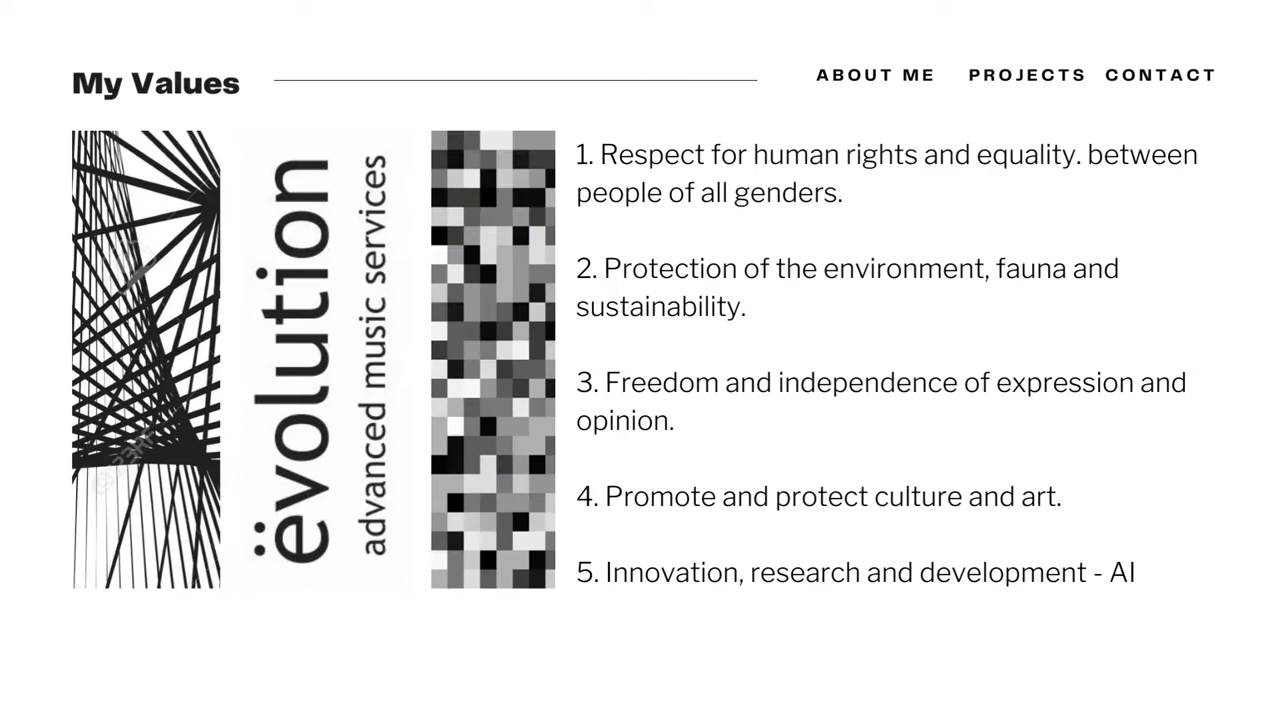 My Values
ABOUT ME PROJECTS CONTACT
ëvolution
advanced music services
1. Respect for human rights and equality. between
people of all genders.
2. Protection of the environment, fauna and
sustainability.
3. Freedom and independence of expression and
opinion.
4. Promote and protect culture and art.
5. Innovation, research and development - AI